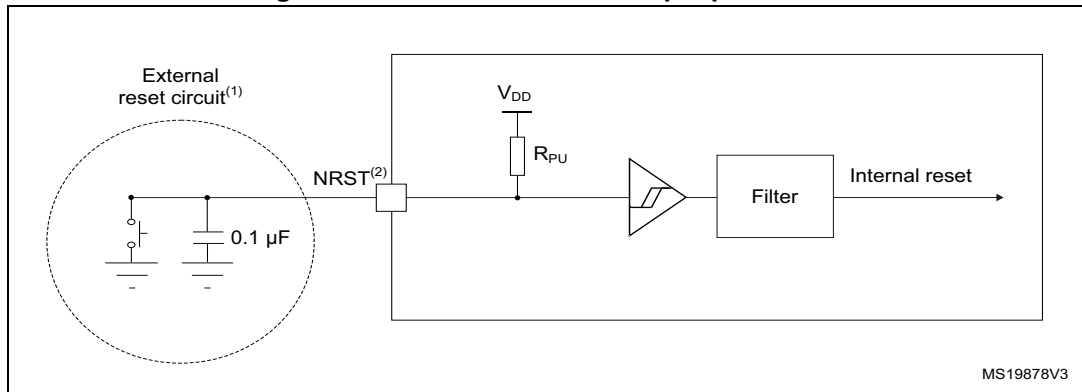 External
reset circuit(1)
VDD
RPU
NRST(2)
Filter
Internal reset
0.1 µF
MS19878V3